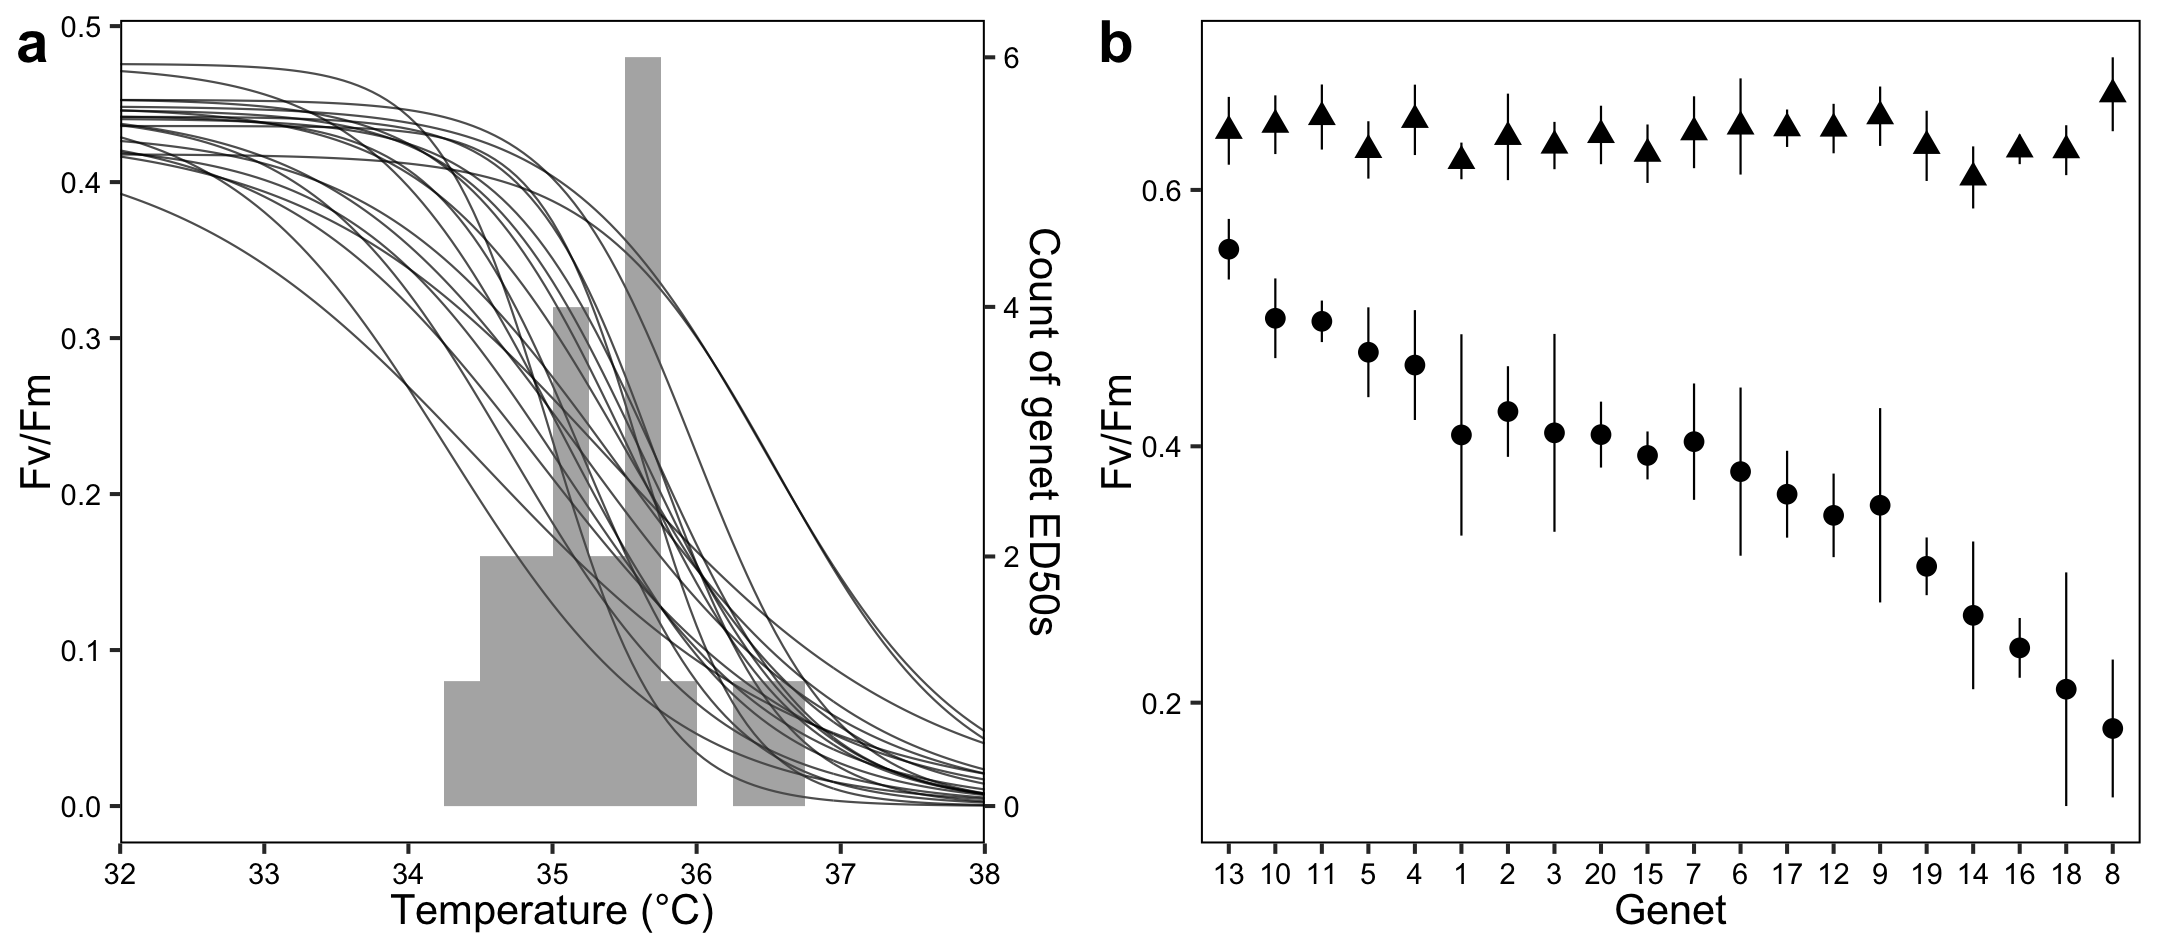 a
0.5
0.4
0.3
0.2
0.1
0.0
Fv/Fm
32 33 34 35 36 37 38
Temperature (°C)
6
4
2
0
Count of genet ED50s
b
0.6
0.4
0.2
Fv/Fm
13 10 11 5 4 1 2 3 20 15 7 6 17 12 9 19 14 16 18 8
Genet